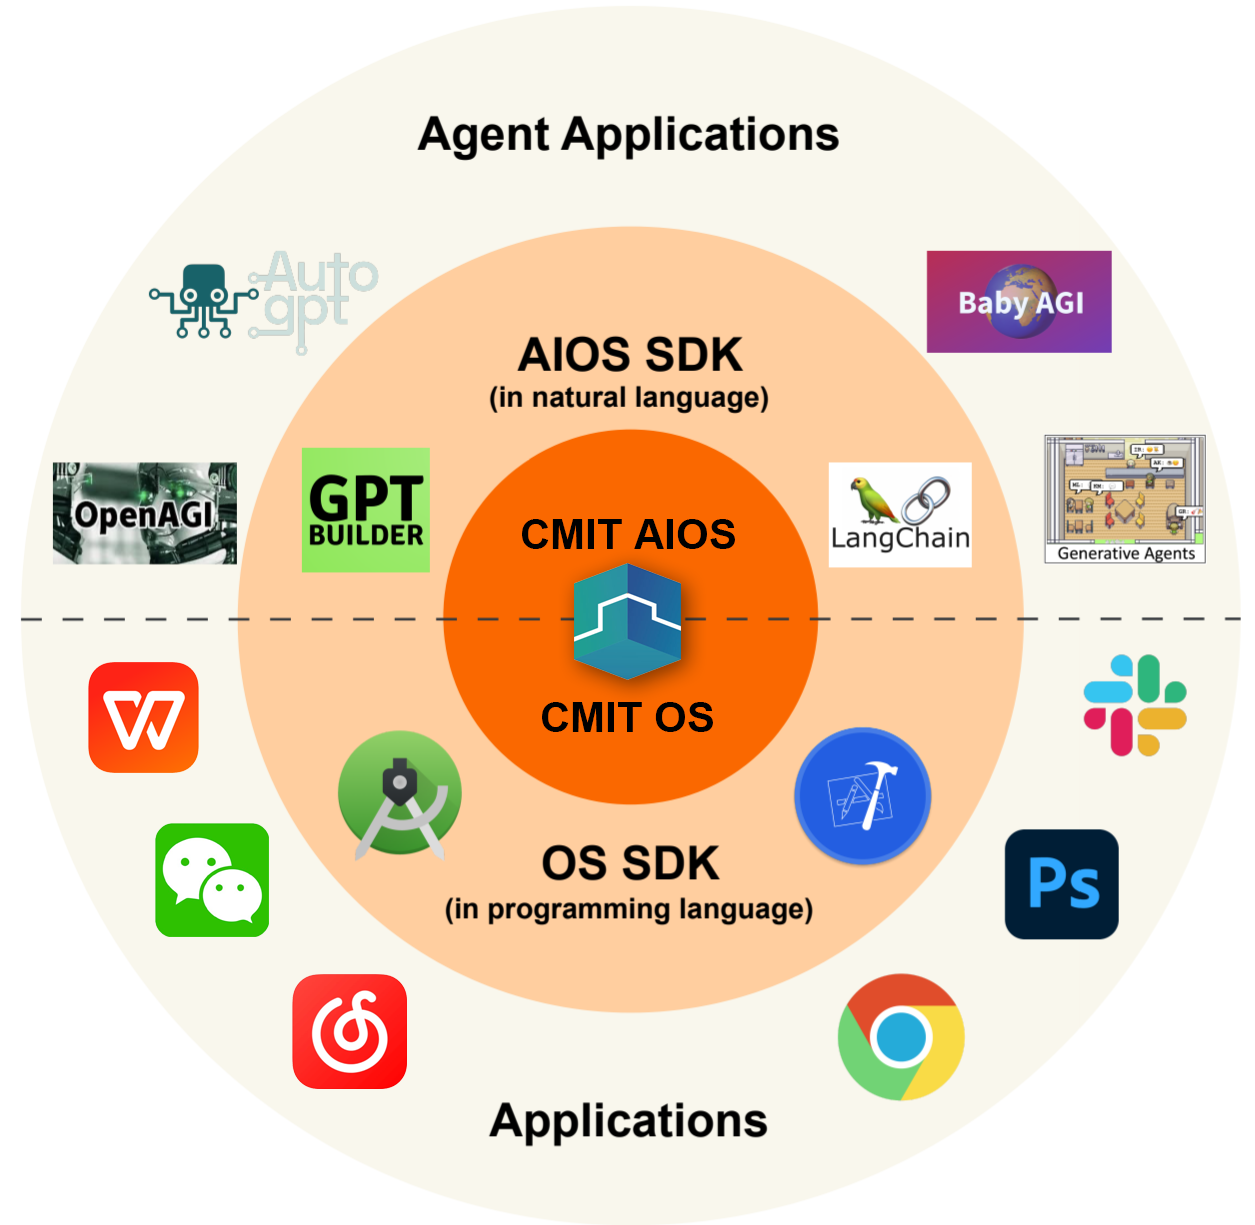 Agent Applications
Auto
gpt
Baby AGI
AIOS SDK
(in natural language)
OpenAGI
GPT
BUILDER
CMIT AIOS
LangChain
Generative Agents
CMIT OS
Ps
OS SDK
(in programming language)
Applications